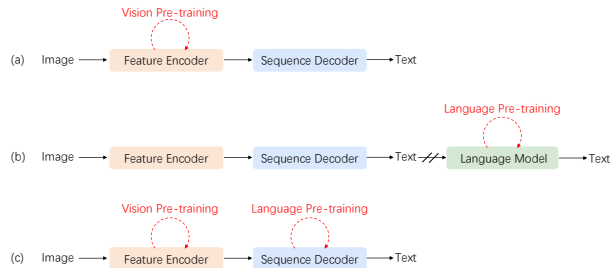 Vision Pre-training
(a) Image Feature Encoder Sequence Decoder Text
Language Pre-training
(b) Image Feature Encoder Sequence Decoder Text Language Model Text
Vision Pre-training Language Pre-training
(c) Image Feature Encoder Sequence Decoder Text